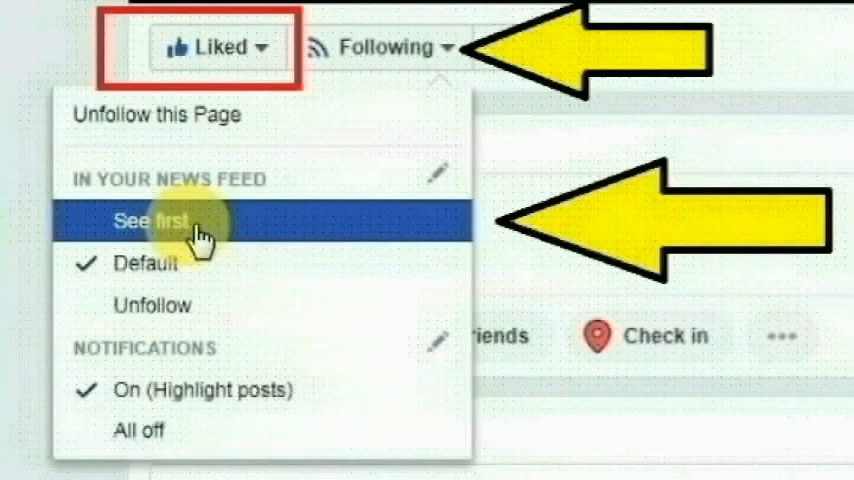 Liked Following
Unfollow this Page
IN YOUR NEWS FEED
See first
Default
Unfollow
riends Check in
NOTIFICATIONS
On (Highlight posts)
All off